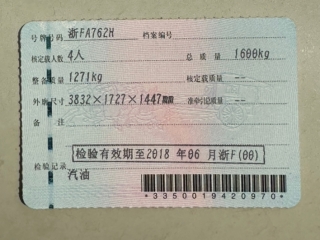 号牌号码 浙FA762H 档案编号
核定载人数 4人 总质量 1600kg
整备质量 1271kg 核定载质量 --
外廓尺寸 3832×1727×1447mm 准牵引总质量 --
备注
检验有效期至2018 年06 月浙F(00)
检验记录
汽油
*3350019420970*